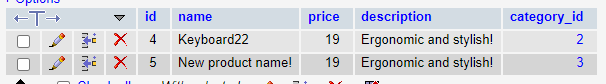 Options
id name price description category_id
4 Keyboard22 19 Ergonomic and stylish! 2
5 New product name! 19 Ergonomic and stylish! 3